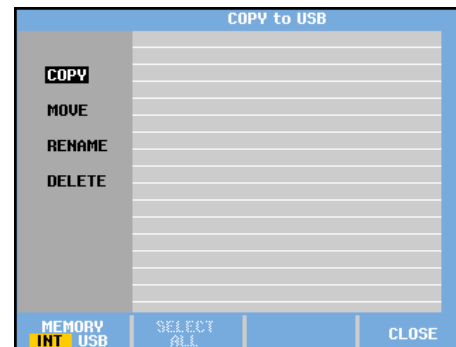 COPY to USB
COPY
MOVE
RENAME
DELETE
MEMORY
INT USB
SELECT
ALL
CLOSE